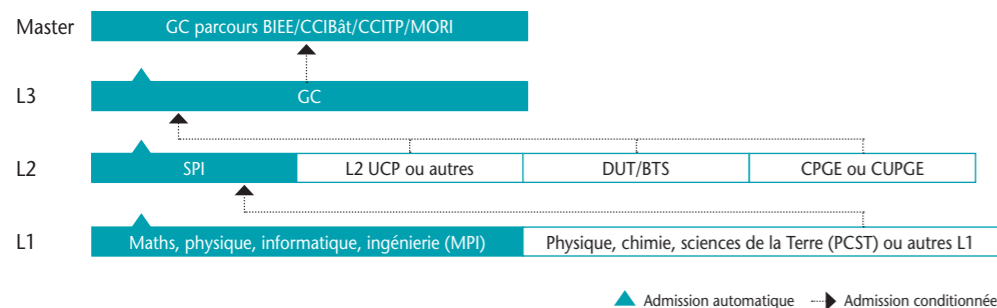 Master GC parcours BIEE/CCIBât/CCITP/MORI
L3 GC
L2 SPI L2 UCP ou autres DUT/BTS CPGE ou CUPGE
L1 Maths, physique, informatique, ingénierie (MPI) Physique, chimie, sciences de la Terre (PCST) ou autres L1
Admission automatique Admission conditionnée